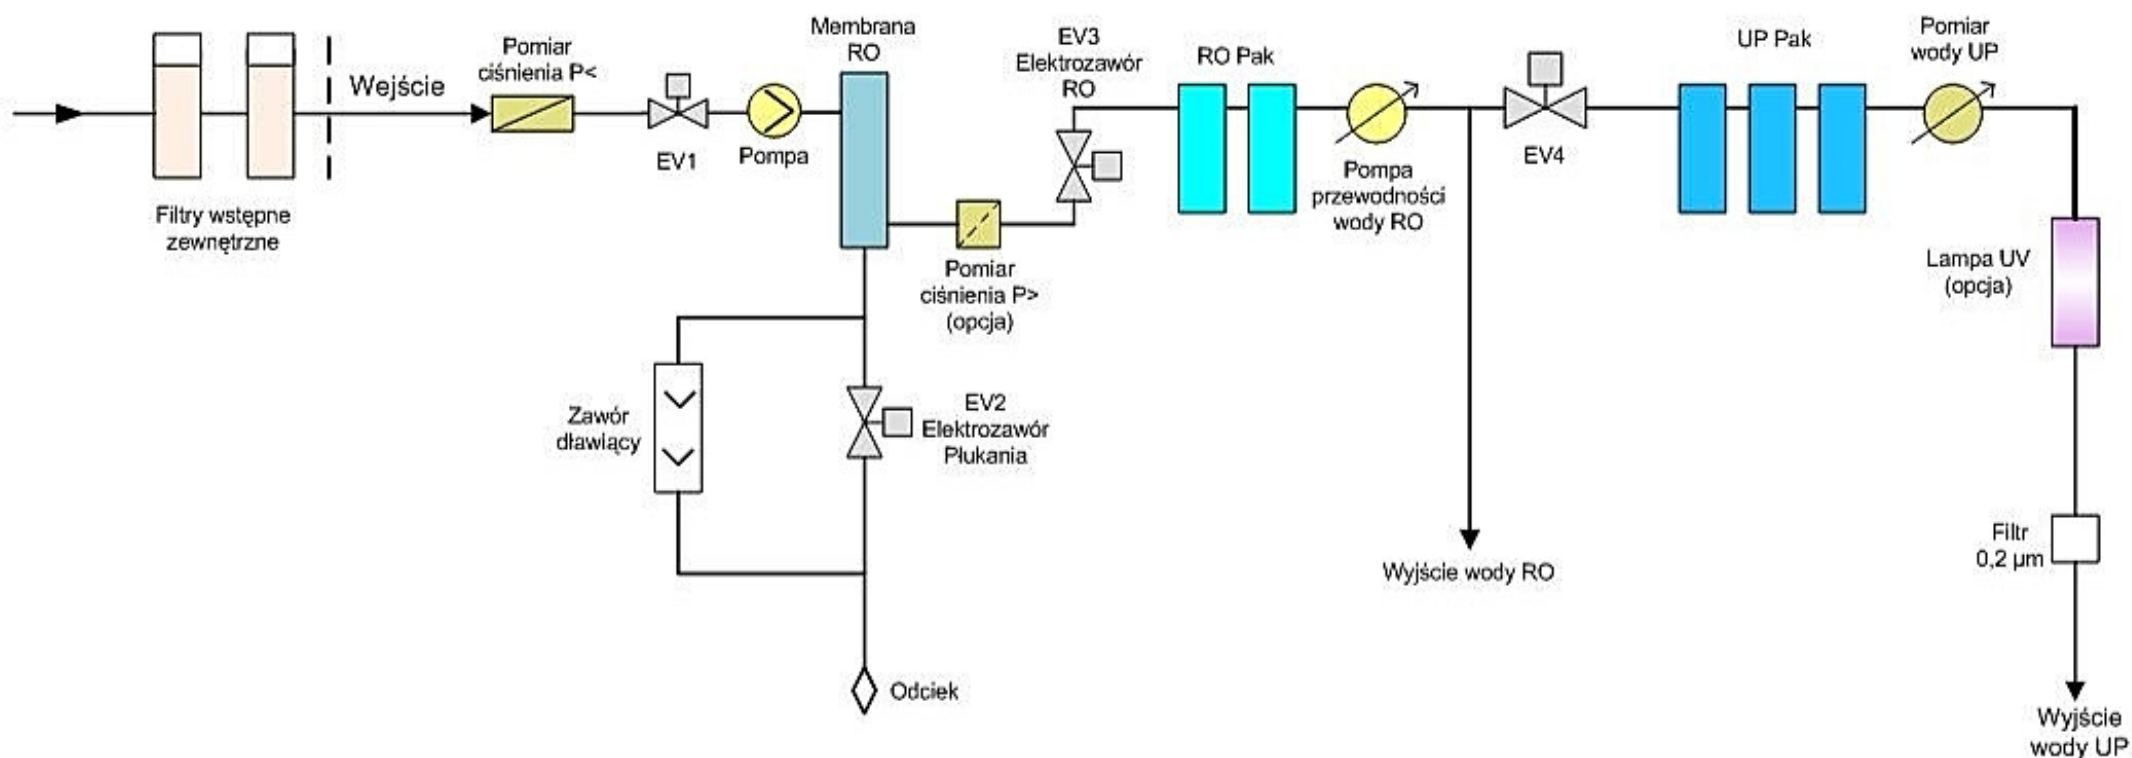 Filtry wstępne
zewnętrzne
Wejście
Pomiar
ciśnienia P<
EV1
Pompa
Membrana
RO
Pomiar
ciśnienia P>
(opcja)
Zawór
dławiący
EV2
Elektrozawór
Płukania
Odciek
EV3
Elektrozawór
RO
RO Pak
Pompa
przewodności
wody RO
Wyjście wody RO
EV4
UP Pak
Pomiar
wody UP
Lampa UV
(opcja)
Filtr
0,2 µm
Wyjście
wody UP